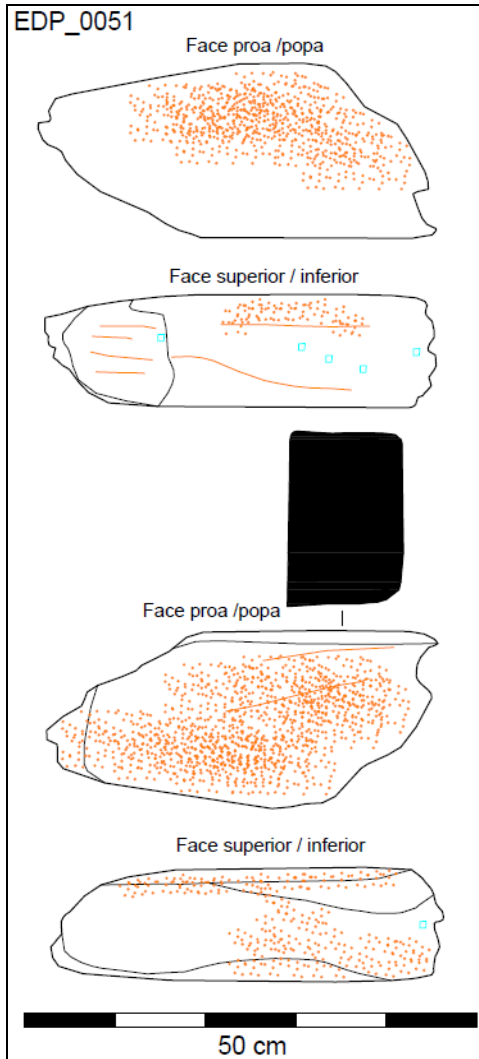 EDP_0051
Face proa /popa
Face superior / inferior
Face proa /popa
Face superior / inferior
50 cm